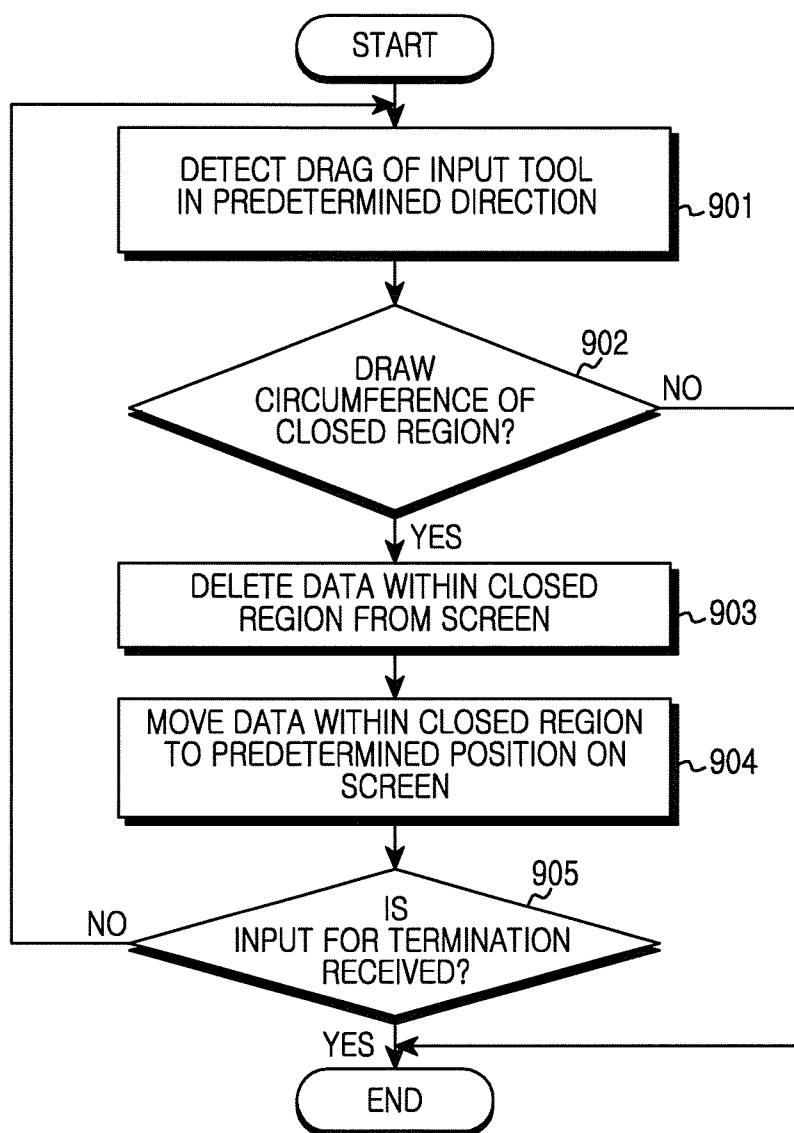 START
DETECT DRAG OF INPUT TOOL
IN PREDETERMINED DIRECTION
901
902
DRAW
CIRCUMFERENCE OF
CLOSED REGION?
NO
YES
DELETE DATA WITHIN CLOSED
REGION FROM SCREEN
903
MOVE DATA WITHIN CLOSED REGION
TO PREDETERMINED POSITION ON
SCREEN
904
905
NO
IS
INPUT FOR TERMINATION
RECEIVED?
YES
END